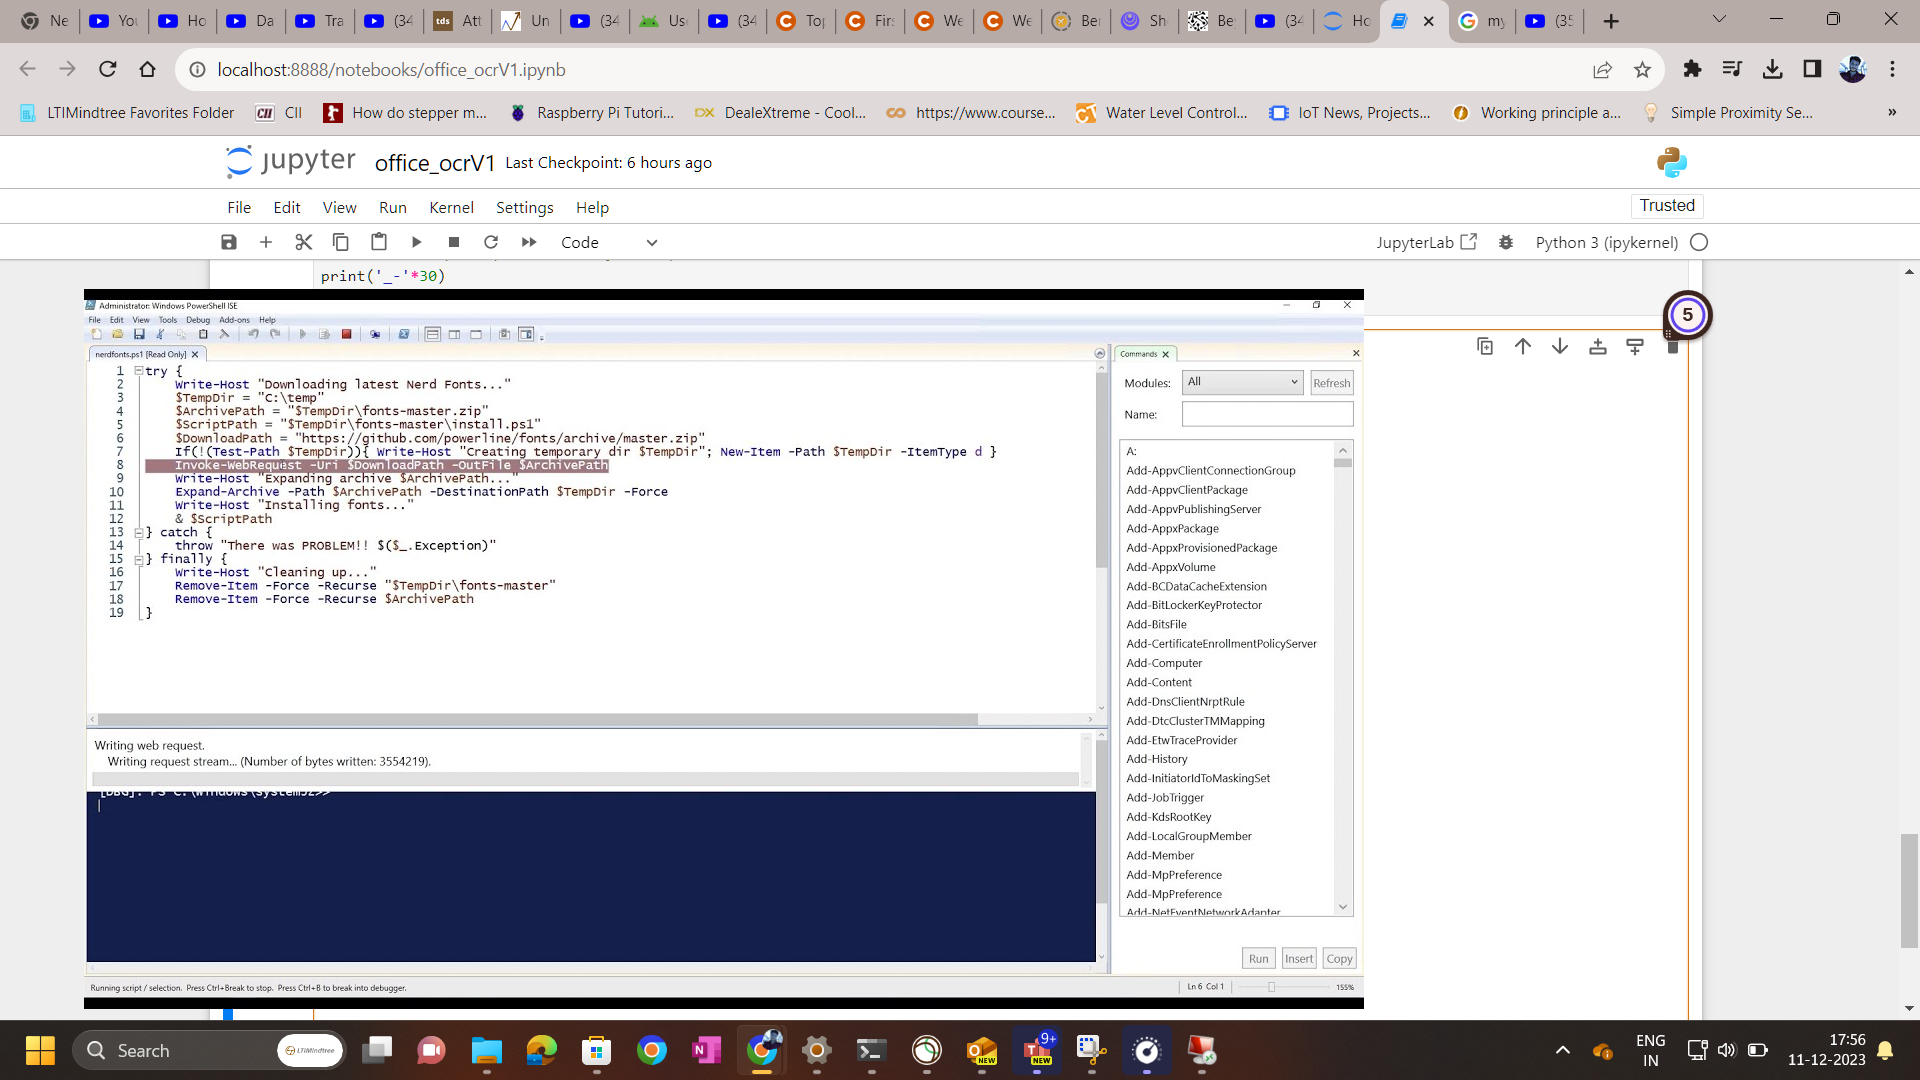 Ne
You
Ho
Da
Tra
(34
tds Att
Un
(34
Us
(34
Top
Firs
We
We
Ber
Sh
Be
(34
Ho
my
(35
localhost:8888/notebooks/office_ocrV1.ipynb
LTIMindtree Favorites Folder
CII CII
How do stepper m...
Raspberry Pi Tutori...
DX DealeXtreme - Cool...
https://www.course...
Water Level Control...
IoT News, Projects...
Working principle a...
Simple Proximity Se...
»
jupyter office_ocrV1 Last Checkpoint: 6 hours ago
File Edit View Run Kernel Settings Help
Trusted
Code
JupyterLab
Python 3 (ipykernel)
print('_-'*30)
5
Administrator: Windows PowerShell ISE
File Edit View Tools Debug Add-ons Help
nerdfonts.ps1 [Read Only]
1 try {
2 Write-Host "Downloading latest Nerd Fonts..."
3 $TempDir = "C:\temp"
4 $ArchivePath = "$TempDir\fonts-master.zip"
5 $ScriptPath = "$TempDir\fonts-master\install.ps1"
6 $DownloadPath = "https://github.com/powerline/fonts/archive/master.zip"
7 If(!(Test-Path $TempDir)){ Write-Host "Creating temporary dir $TempDir"; New-Item -Path $TempDir -ItemType d }
8 Invoke-WebRequest -Uri $DownloadPath -OutFile $ArchivePath
9 Write-Host "Expanding archive $ArchivePath..."
10 Expand-Archive -Path $ArchivePath -DestinationPath $TempDir -Force
11 Write-Host "Installing fonts..."
12 & $ScriptPath
13 } catch {
14 throw "There was PROBLEM!! $($_.Exception)"
15 } finally {
16 Write-Host "Cleaning up..."
17 Remove-Item -Force -Recurse "$TempDir\fonts-master"
18 Remove-Item -Force -Recurse $ArchivePath
19 }
Writing web request.
Writing request stream... (Number of bytes written: 3554219).
[DBG]: PS C:\Windows\system32>>
Running script / selection. Press Ctrl+Break to stop. Press Ctrl+B to break into debugger.
Ln 6 Col 1
155%
Commands
Modules: All Refresh
Name:
A:
Add-AppvClientConnectionGroup
Add-AppvClientPackage
Add-AppvPublishingServer
Add-AppxPackage
Add-AppxProvisionedPackage
Add-AppxVolume
Add-BCDataCacheExtension
Add-BitLockerKeyProtector
Add-BitsFile
Add-CertificateEnrollmentPolicyServer
Add-Computer
Add-Content
Add-DnsClientNrptRule
Add-DtcClusterTMMapping
Add-EtwTraceProvider
Add-History
Add-InitiatorIdToMaskingSet
Add-JobTrigger
Add-KdsRootKey
Add-LocalGroupMember
Add-Member
Add-MpPreference
Add-MpPreference
Add-NetEventNetworkAdapter
Run Insert Copy
Search
LTIMindtree
NEW
9+
NEW
ENG
IN
17:56
11-12-2023